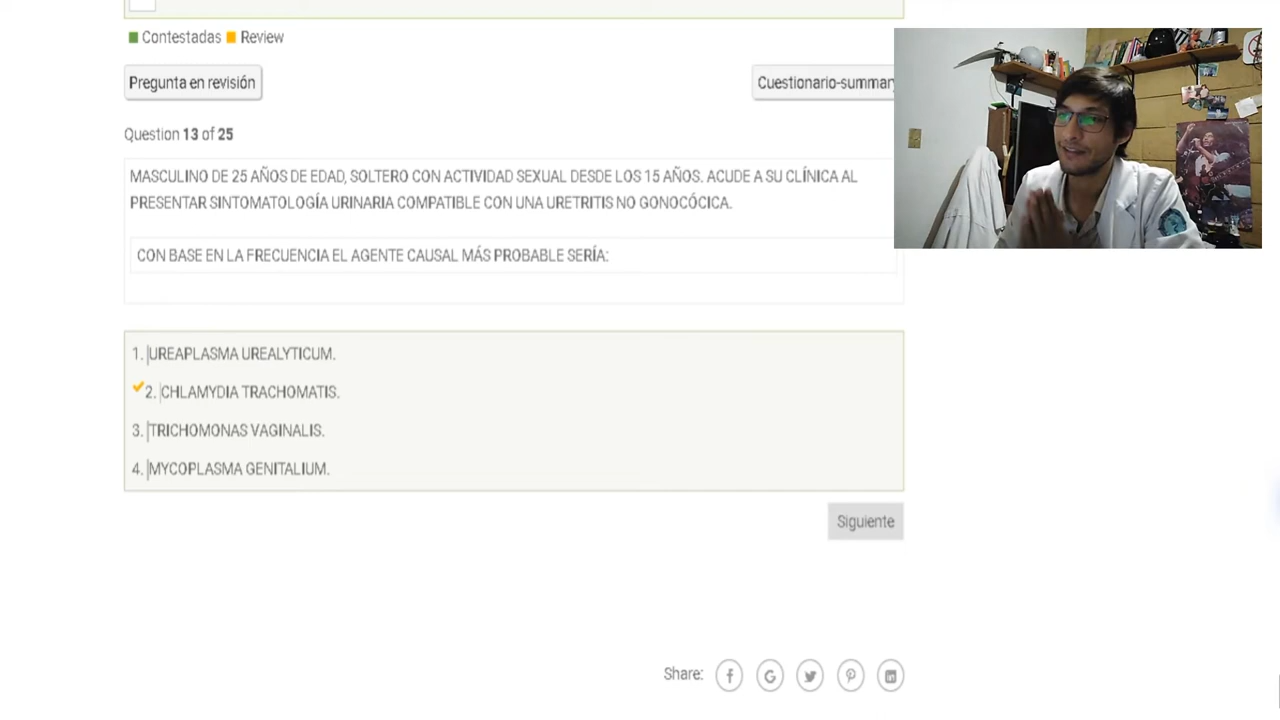 Contestadas Review
Pregunta en revisión
Cuestionario-summary
Question 13 of 25
MASCULINO DE 25 AÑOS DE EDAD, SOLTERO CON ACTIVIDAD SEXUAL DESDE LOS 15 AÑOS. ACUDE A SU CLÍNICA AL
PRESENTAR SINTOMATOLOGÍA URINARIA COMPATIBLE CON UNA URETRITIS NO GONOCÓCICA.
CON BASE EN LA FRECUENCIA EL AGENTE CAUSAL MÁS PROBABLE SERÍA:
1. UREAPLASMA UREALYTICUM.
2. CHLAMYDIA TRACHOMATIS.
3. TRICHOMONAS VAGINALIS.
4. MYCOPLASMA GENITALIUM.
Siguiente
Share: